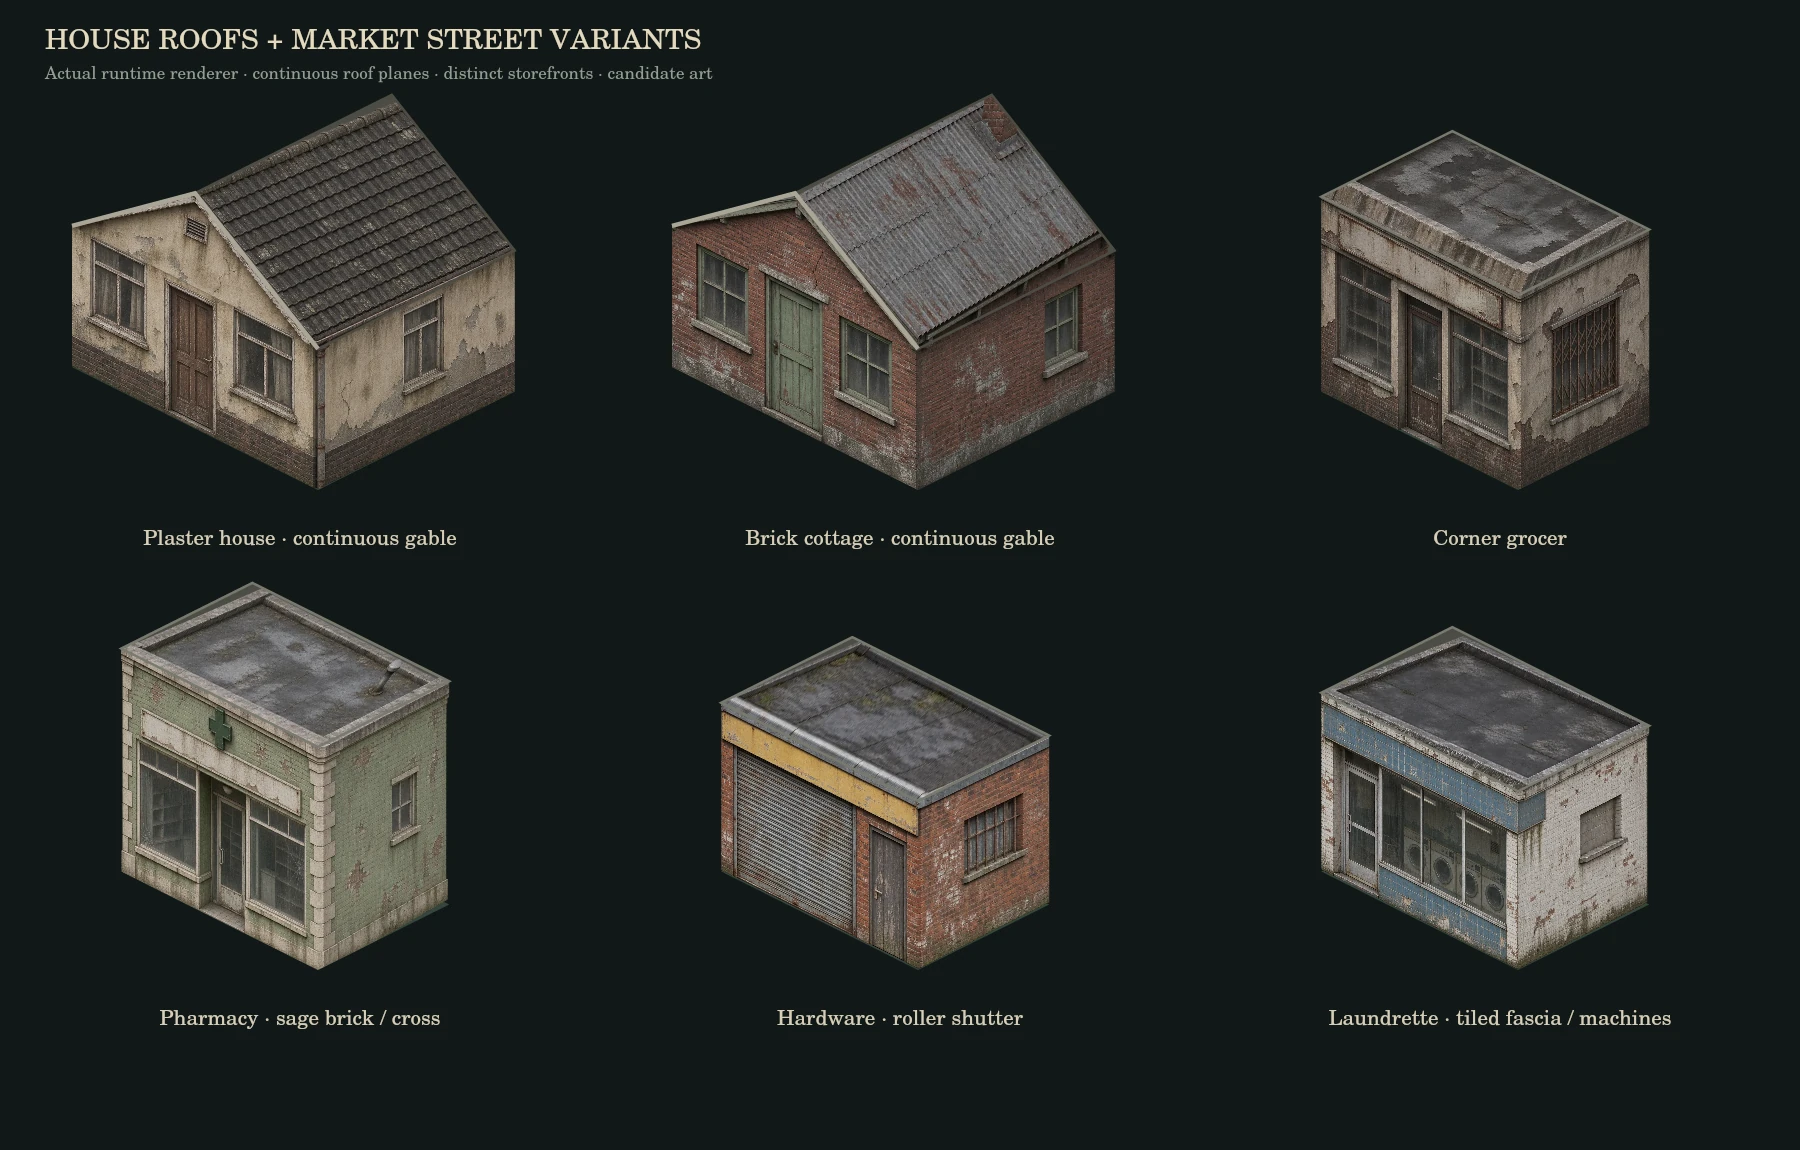 HOUSE ROOFS + MARKET STREET VARIANTS
Actual runtime renderer · continuous roof planes · distinct storefronts · candidate art
Plaster house · continuous gable
Brick cottage · continuous gable
Corner grocer
Pharmacy · sage brick / cross
Hardware · roller shutter
Laundrette · tiled fascia / machines